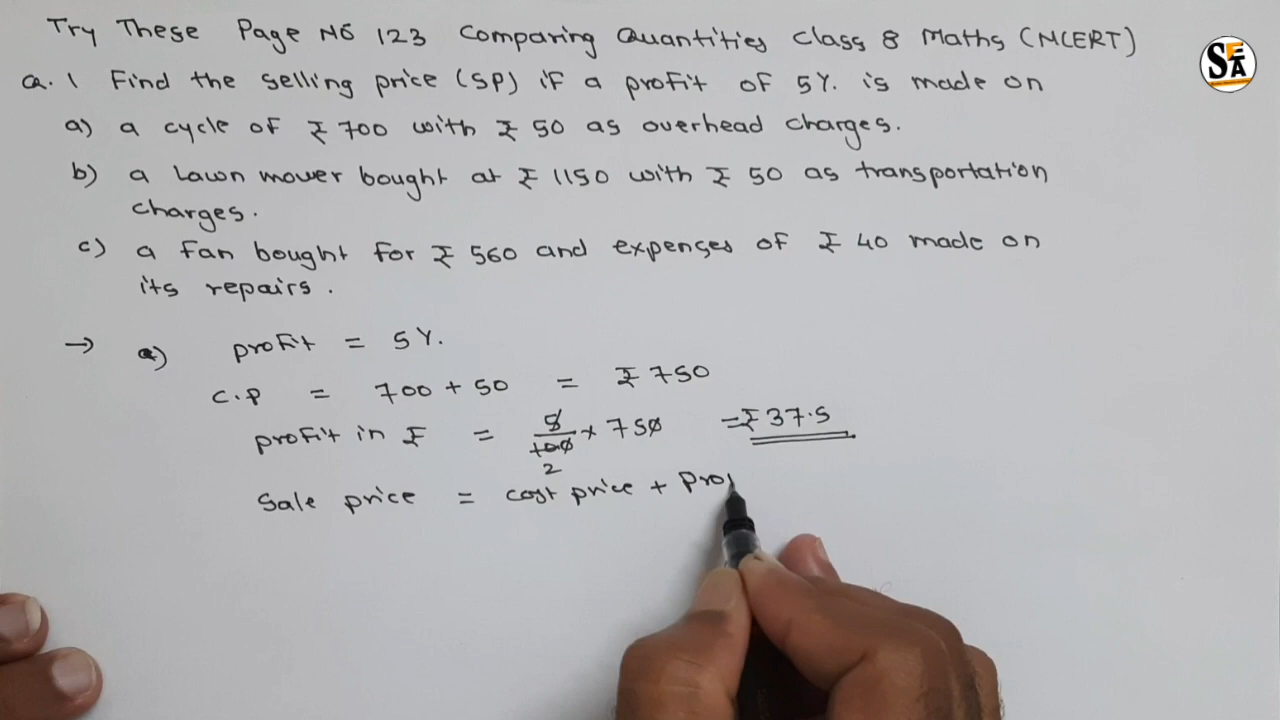 Try These Page No 123 Comparing Quantities Class 8 Maths (NCERT)
Q. 1 Find the selling price (SP) if a profit of 5%. is made on
a) a cycle of ₹ 700 with ₹ 50 as overhead charges.
b) a Lawn mower bought at ₹ 1150 with ₹ 50 as transportation
charges.
c) a fan bought for ₹ 560 and expenses of ₹ 40 made on
its repairs.
→ a) profit = 5%.
C.P = 700 + 50 = ₹ 750
profit in ₹ = 5/100 × 750 = ₹ 37.5
2
Sale price = cost price + Prof
SFA